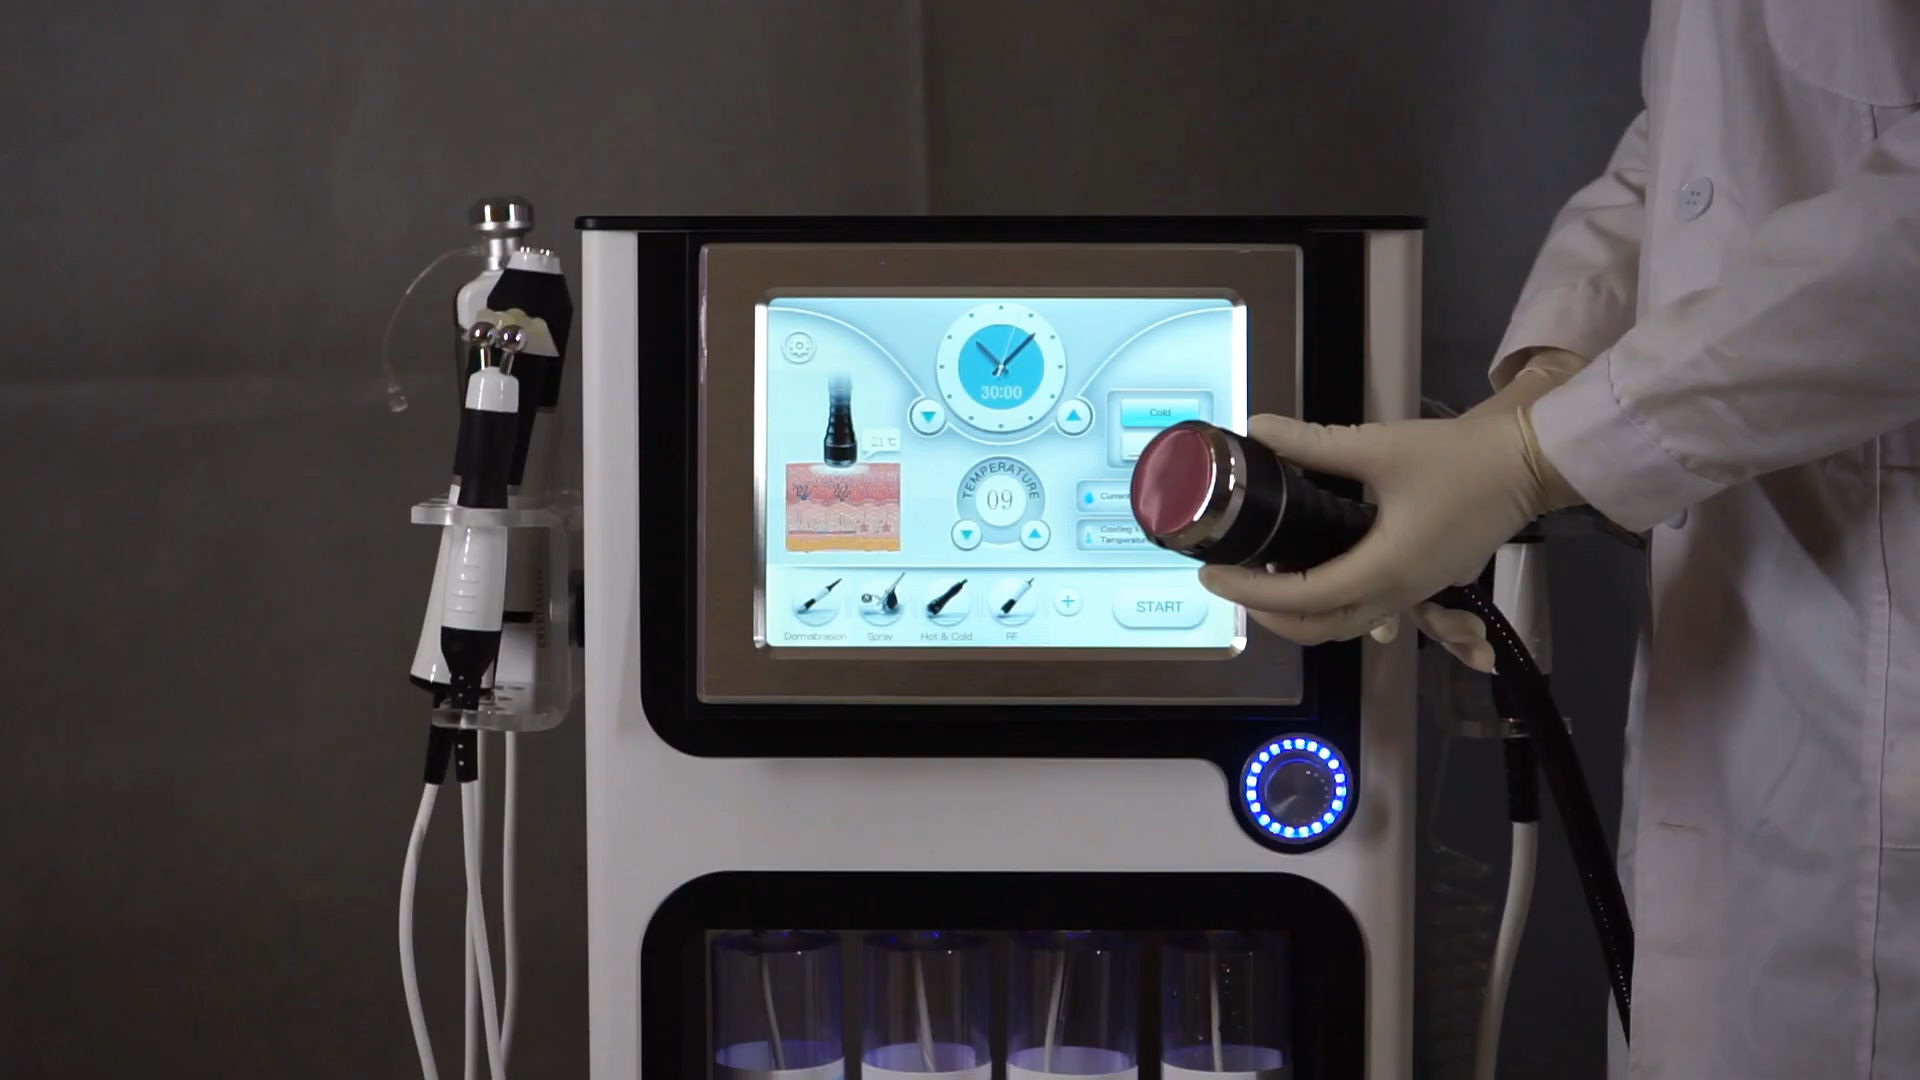 30:00
Cold
21℃
TEMPERATURE
09
Current
Cooling
Temperature
START
Dermabrasion
Spray
Hot & Cold
RF